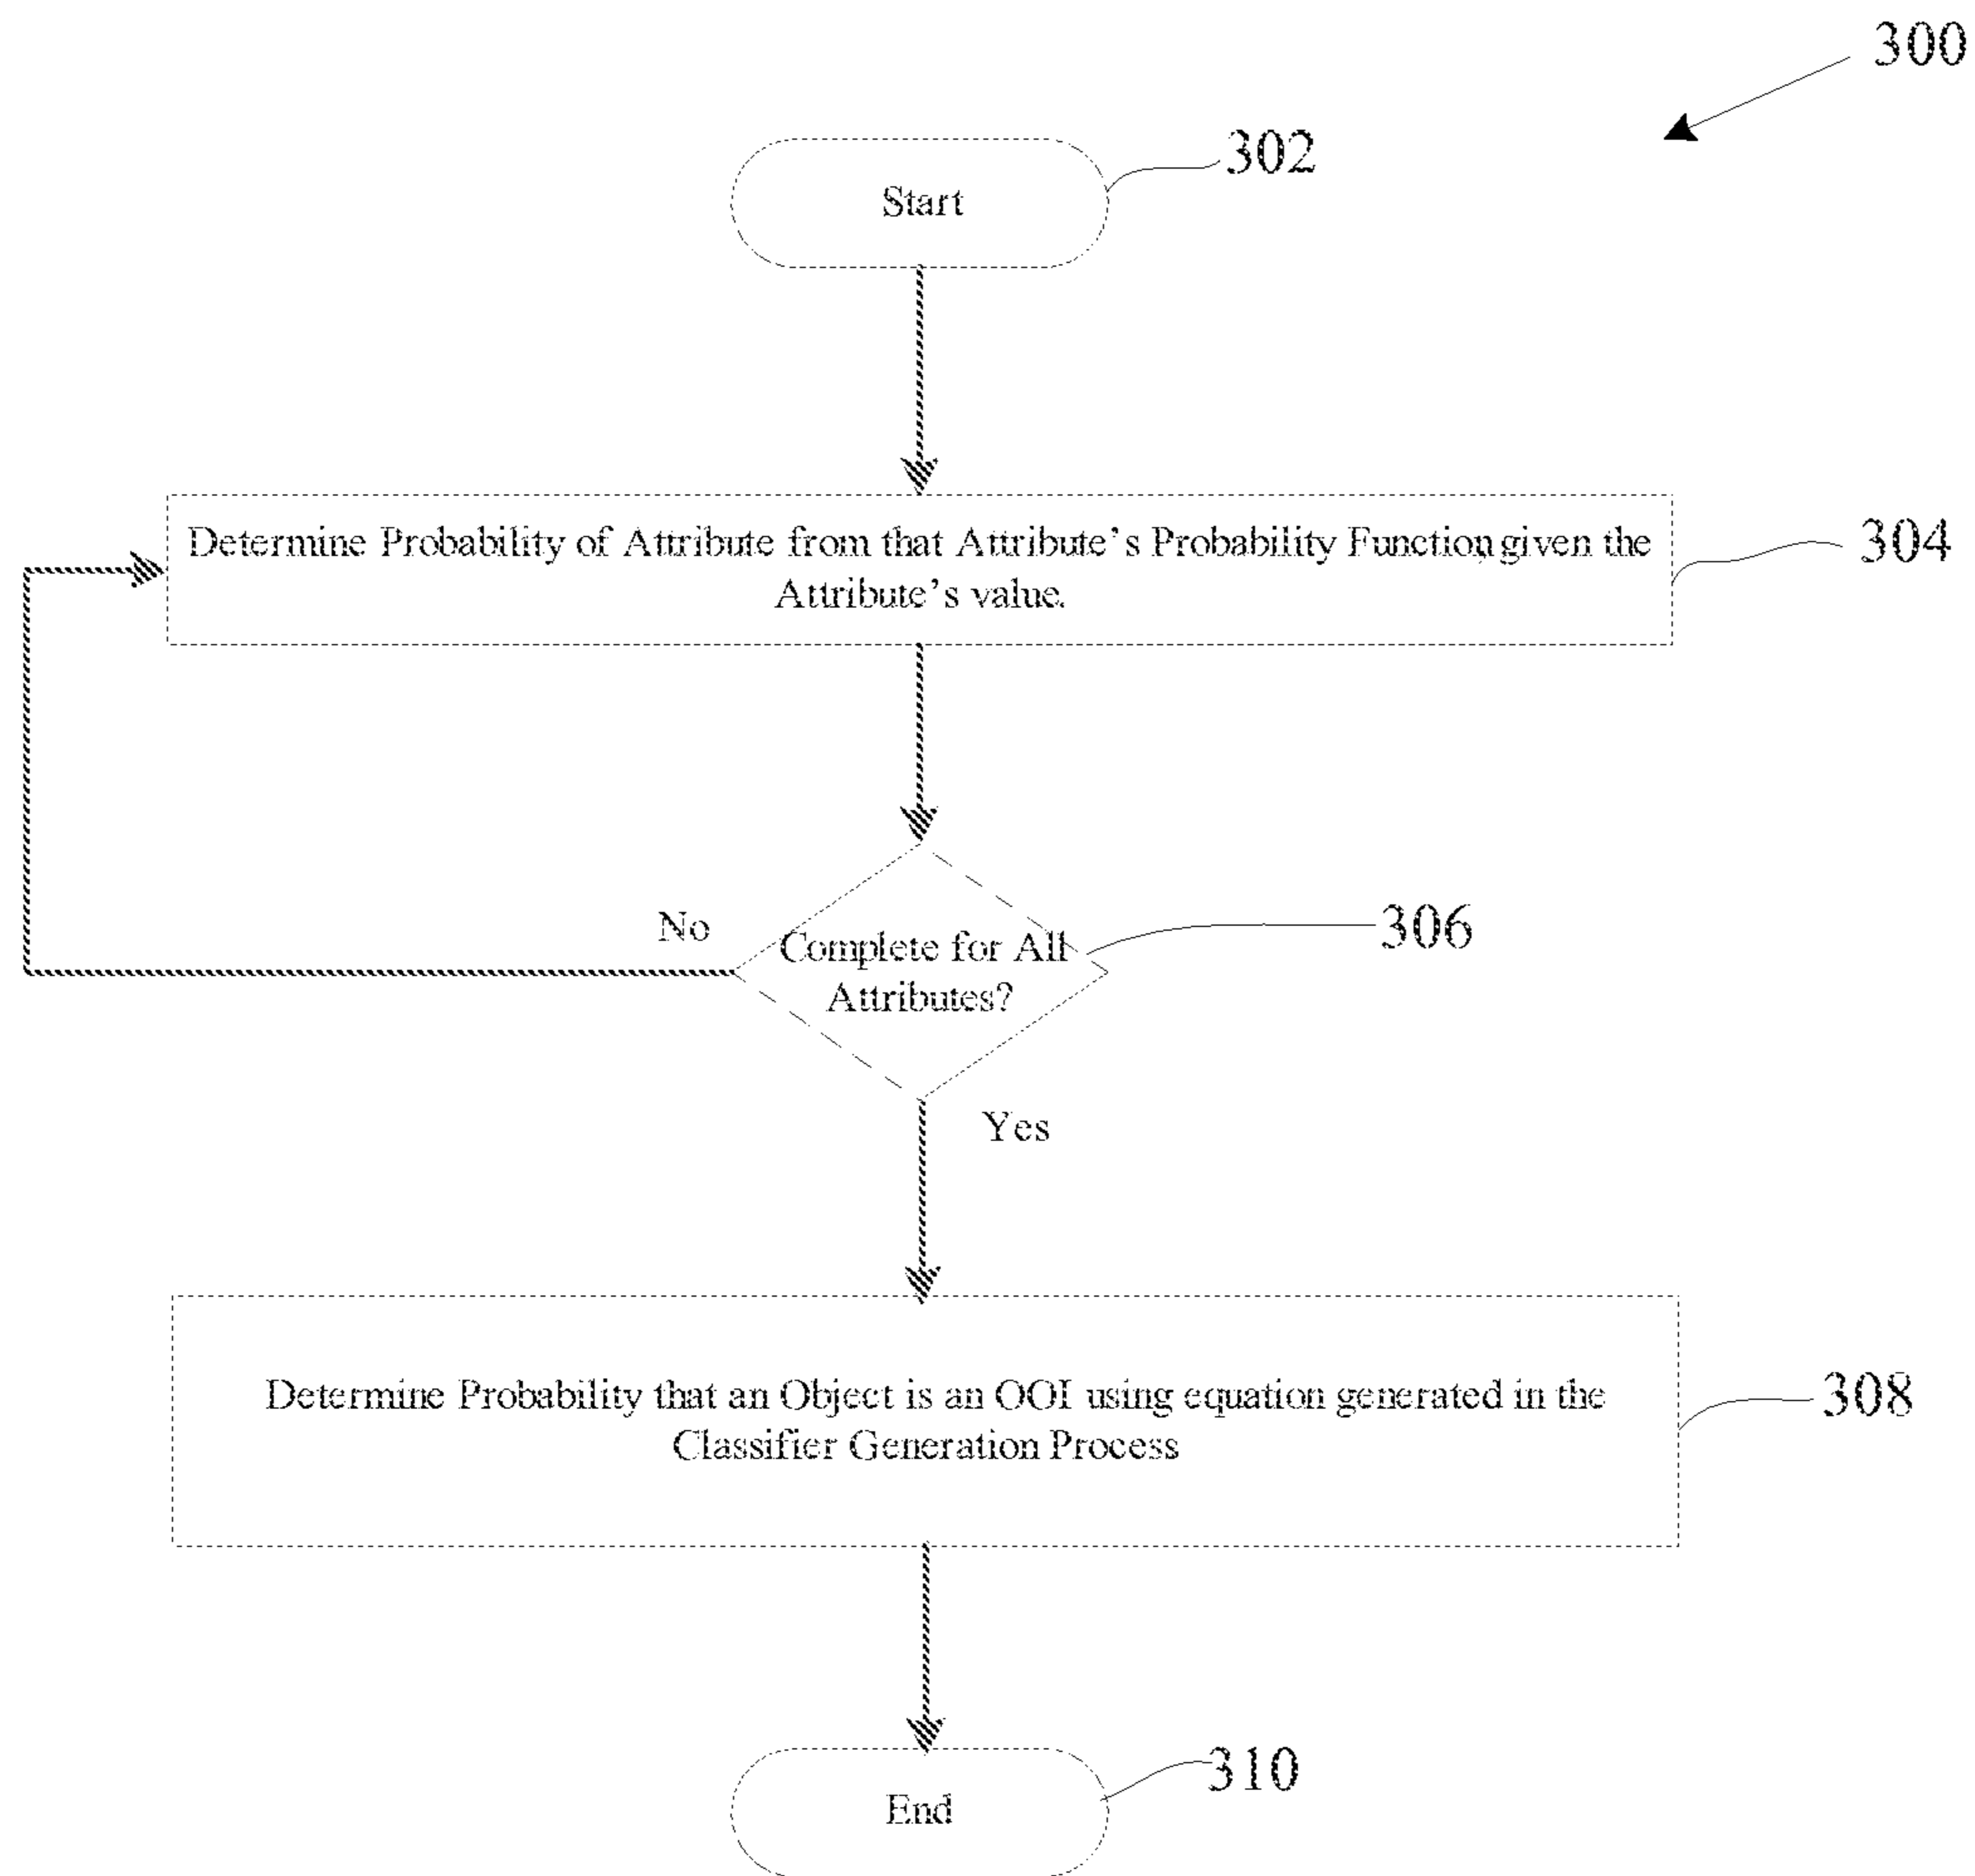 300
302
Start
Determine Probability of Attribute from that Attribute's Probability Function, given the
Attribute's value.
304
No
Complete for All
Attributes?
306
Yes
Determine Probability that an Object is an OOI using equation generated in the
Classifier Generation Process
308
310
End